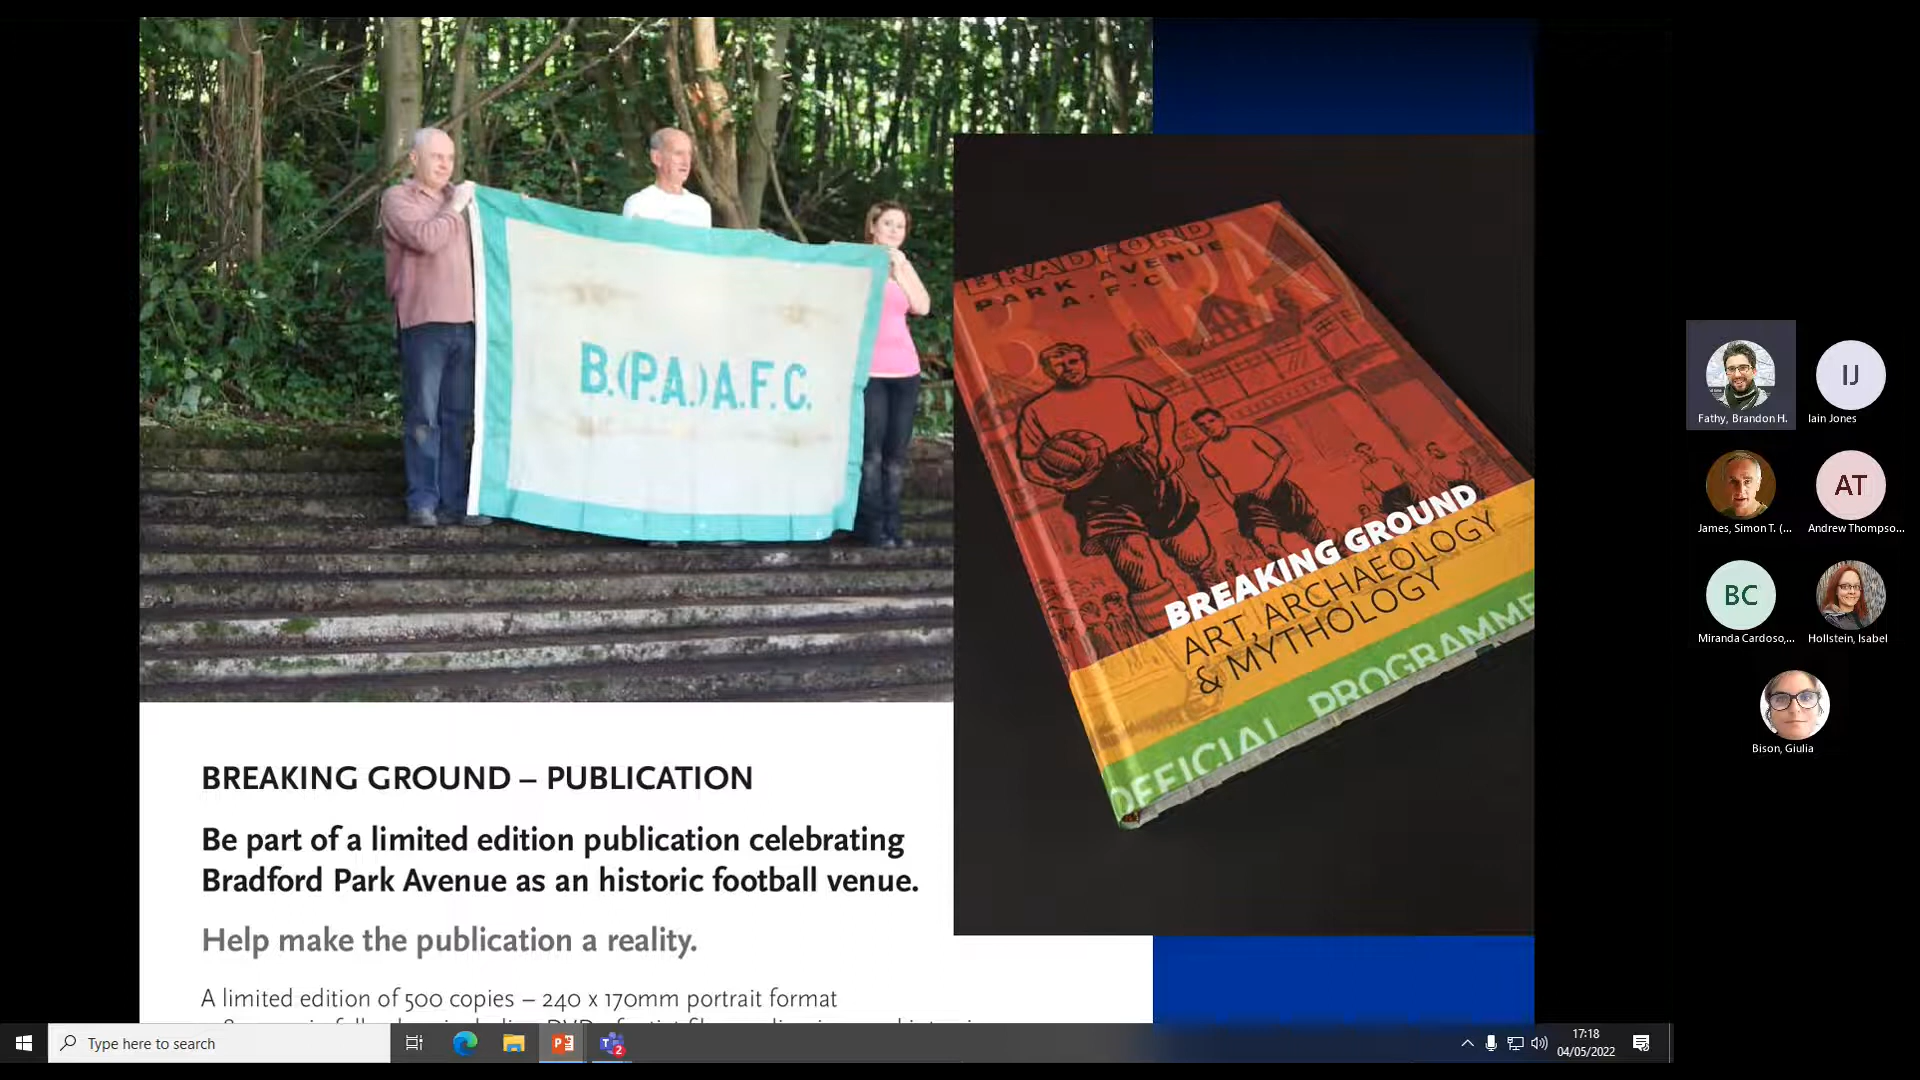 B.(P.A.)A.F.C.
BRADFORD
PARK AVENUE
A.F.C
BREAKING GROUND
ART, ARCHAEOLOGY
& MYTHOLOGY
OFFICIAL PROGRAMME
BREAKING GROUND – PUBLICATION
Be part of a limited edition publication celebrating
Bradford Park Avenue as an historic football venue.
Help make the publication a reality.
A limited edition of 500 copies – 240 x 170mm portrait format
Fathy, Brandon H.
IJ
Iain Jones
James, Simon T. (...
AT
Andrew Thompso...
BC
Miranda Cardoso,...
Hollstein, Isabel
Bison, Giulia
Type here to search
2
17:18
04/05/2022